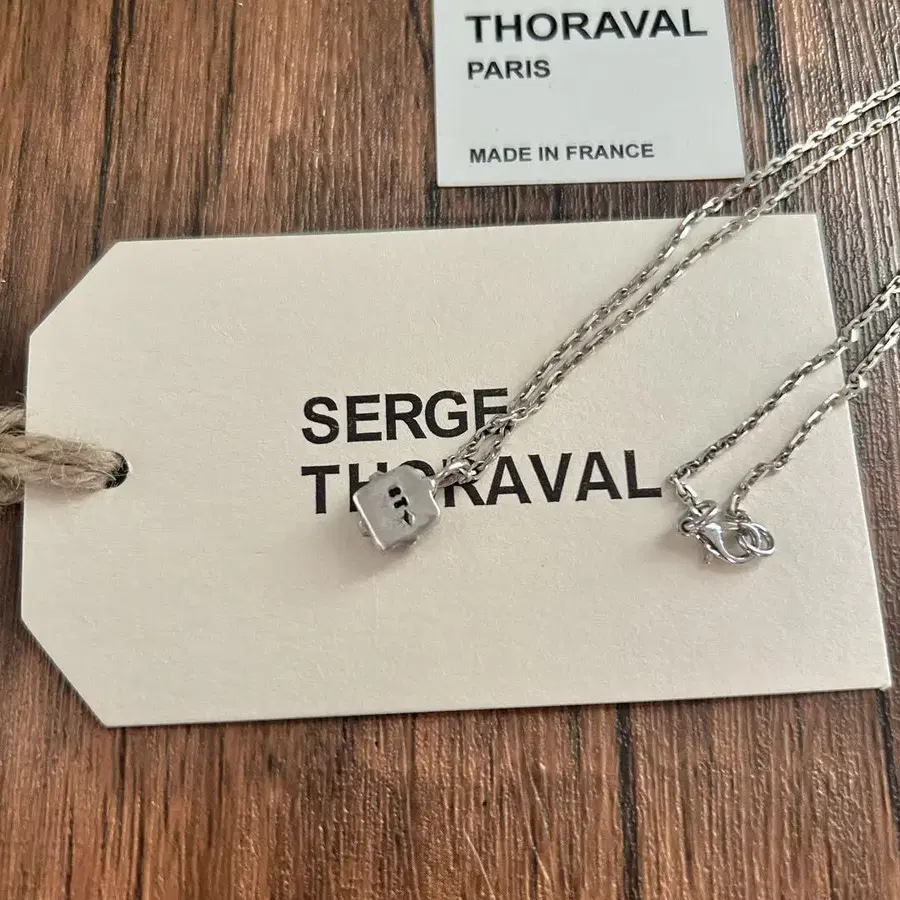 THORAVAL
PARIS
MADE IN FRANCE
SERGE
THORAVAL